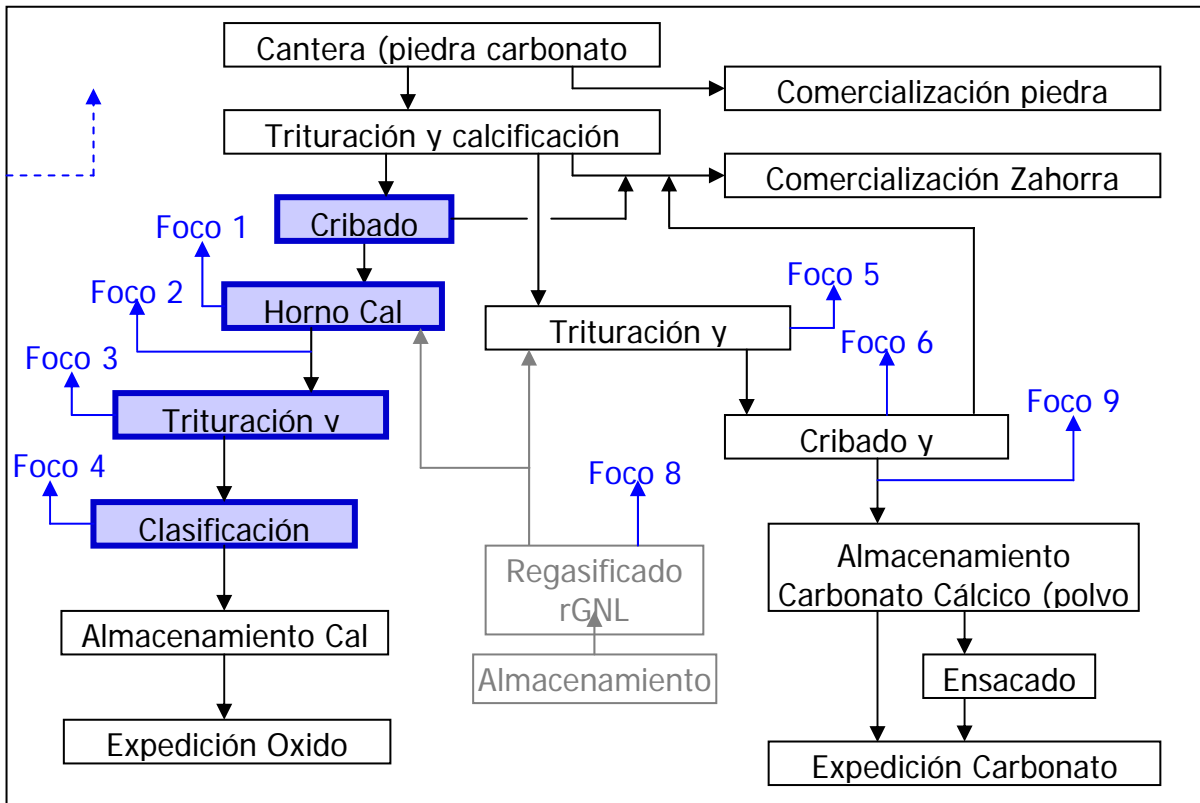 Cantera (piedra carbonato
Comercialización piedra
Trituración y calcificación
Comercialización Zahorra
Cribado
Foco 1
Foco 2
Horno Cal
Foco 5
Trituración y
Foco 6
Foco 3
Trituración y
Foco 9
Cribado y
Foco 4
Foco 8
Clasificación
Regasificado
rGNL
Almacenamiento
Carbonato Cálcico (polvo
Almacenamiento Cal
Almacenamiento
Ensacado
Expedición Oxido
Expedición Carbonato